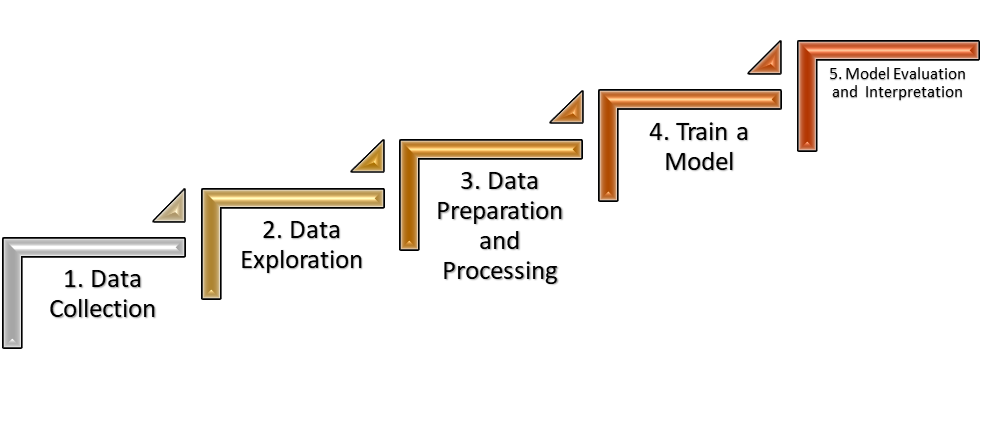 1. Data
Collection
2. Data
Exploration
3. Data
Preparation
and
Processing
4. Train a
Model
5. Model Evaluation
and Interpretation